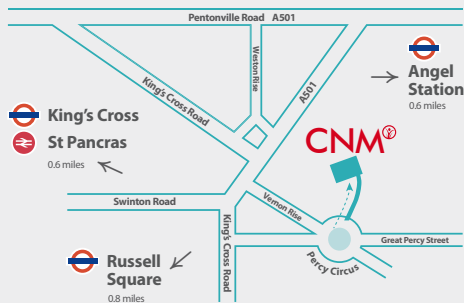 Pentonville Road A501
Weston Rise
A501
King's Cross Road
Angel
Station
0.6 miles
King's Cross
St Pancras
0.6 miles
CNM
Swinton Road
Vernon Rise
King's Cross Road
Great Percy Street
Percy Circus
Russell
Square
0.8 miles